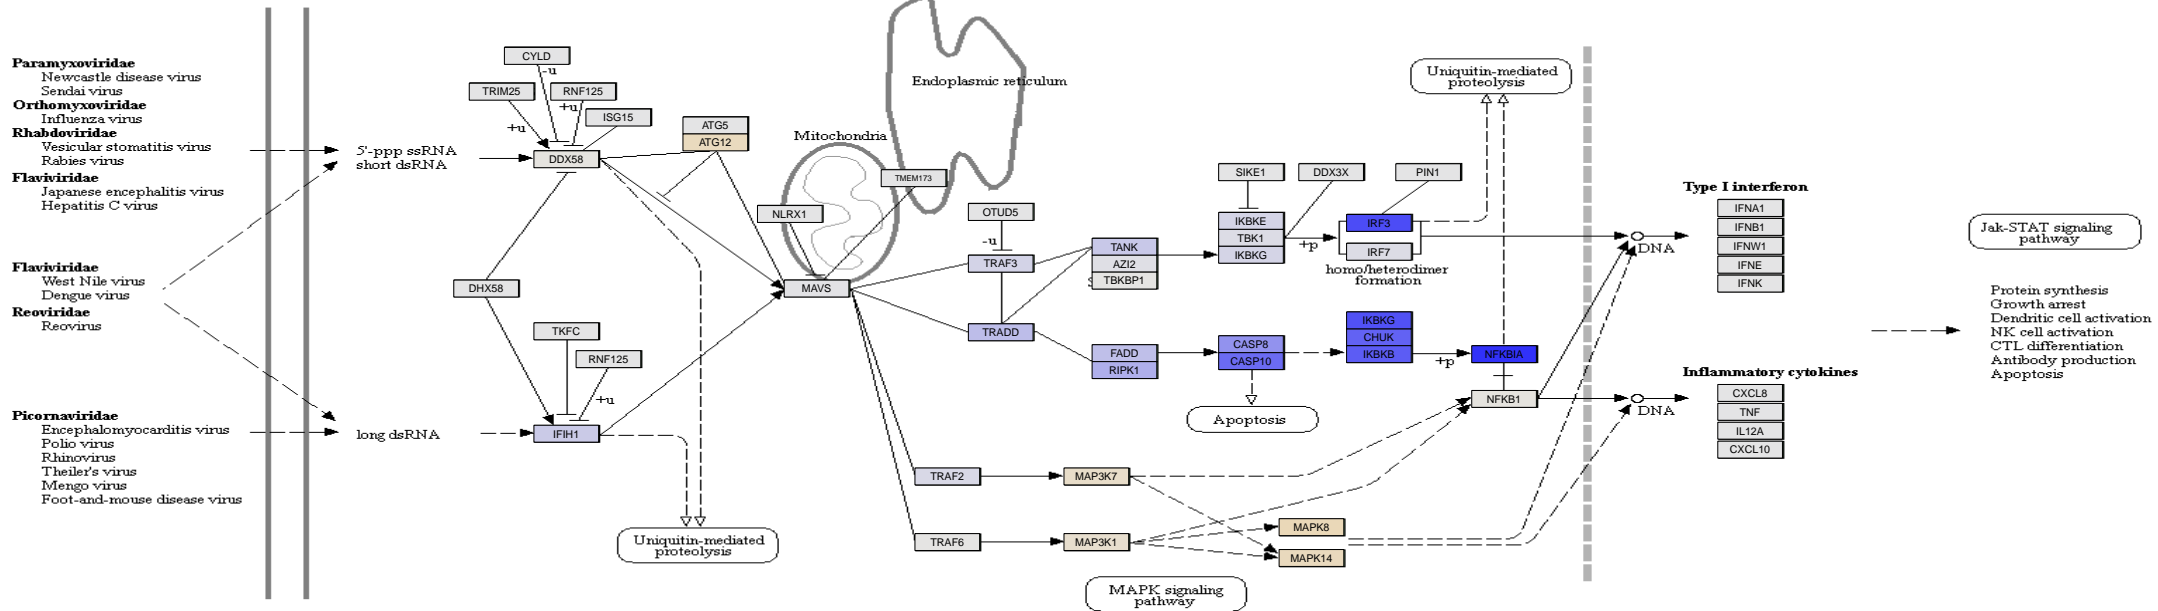 Paramyxoviridae
Newcastle disease virus
Sendai virus
Orthomyxoviridae
Influenza virus
Rhabdoviridae
Vesicular stomatitis virus
Rabies virus
Flaviviridae
Japanese encephalitis virus
Hepatitis C virus
Flaviviridae
West Nile virus
Dengue virus
Reoviridae
Reovirus
Picornaviridae
Encephalomyocarditis virus
Polio virus
Rhinovirus
Theiler's virus
Mengo virus
Foot-and-mouse disease virus
5'-ppp ssRNA
short dsRNA
long dsRNA
CYLD
-u
TRIM25
RNF125
+u
+u
ISG15
DDX58
ATG5
ATG12
DHX58
TKFC
RNF125
+u
IFIH1
Uniquitin-mediated
proteolysis
Mitochondria
Endoplasmic reticulum
TMEM173
NLRX1
MAVS
OTUD5
-u
TRAF3
TRADD
TANK
AZI2
TBKBP1
FADD
RIPK1
TRAF2
TRAF6
MAP3K7
MAP3K1
MAPK8
MAPK14
MAPK signaling
pathway
SIKE1
DDX3X
PIN1
IKBKE
TBK1
IKBKG
+p
IRF3
IRF7
homo/heterodimer
formation
CASP8
CASP10
Apoptosis
IKBKG
CHUK
IKBKB
+p
NFKBIA
NFKB1
Uniquitin-mediated
proteolysis
DNA
DNA
Type I interferon
IFNA1
IFNB1
IFNW1
IFNE
IFNK
Inflammatory cytokines
CXCL8
TNF
IL12A
CXCL10
Jak-STAT signaling
pathway
Protein synthesis
Growth arrest
Dendritic cell activation
NK cell activation
CTL differentiation
Antibody production
Apoptosis